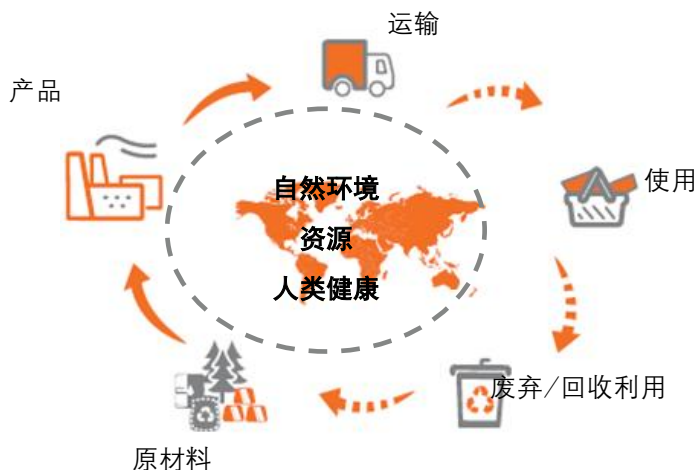 运输
产品
使用
自然环境
资源
人类健康
废弃/回收利用
原材料